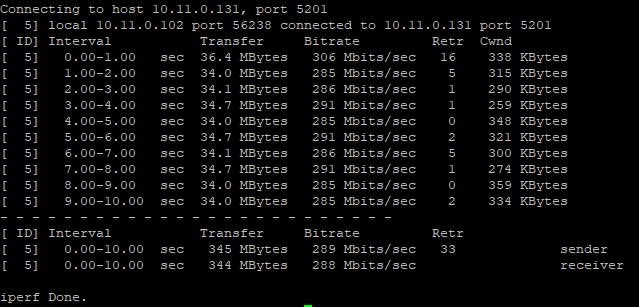 Connecting to host 10.11.0.131, port 5201
[  5] local 10.11.0.102 port 56238 connected to 10.11.0.131 port 5201
[ ID] Interval           Transfer     Bitrate         Retr  Cwnd
[  5]   0.00-1.00   sec  36.4 MBytes   306 Mbits/sec   16    338 KBytes
[  5]   1.00-2.00   sec  34.0 MBytes   285 Mbits/sec    5    315 KBytes
[  5]   2.00-3.00   sec  34.1 MBytes   286 Mbits/sec    1    290 KBytes
[  5]   3.00-4.00   sec  34.7 MBytes   291 Mbits/sec    1    259 KBytes
[  5]   4.00-5.00   sec  34.0 MBytes   285 Mbits/sec    0    348 KBytes
[  5]   5.00-6.00   sec  34.7 MBytes   291 Mbits/sec    2    321 KBytes
[  5]   6.00-7.00   sec  34.1 MBytes   286 Mbits/sec    5    300 KBytes
[  5]   7.00-8.00   sec  34.7 MBytes   291 Mbits/sec    1    274 KBytes
[  5]   8.00-9.00   sec  34.0 MBytes   285 Mbits/sec    0    359 KBytes
[  5]   9.00-10.00  sec  34.0 MBytes   285 Mbits/sec    2    334 KBytes
- - - - - - - - - - - - - - - - - - - - - - - - -
[ ID] Interval           Transfer     Bitrate         Retr
[  5]   0.00-10.00  sec   345 MBytes   289 Mbits/sec   33             sender
[  5]   0.00-10.00  sec   344 MBytes   288 Mbits/sec                  receiver
iperf Done.